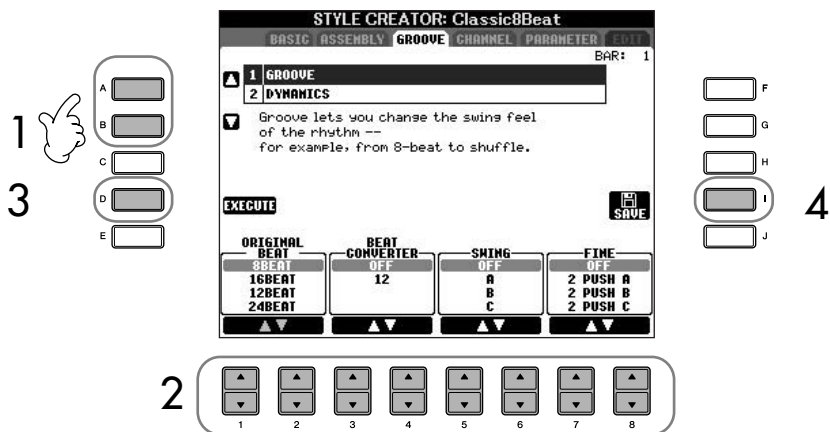 STYLE CREATOR: Classic8Beat
BASIC ASSEMBLY GROOVE CHANNEL PARAMETER EDIT
BAR: 1
1 GROOVE
2 DYNAMICS
Groove lets you change the swing feel
of the rhythm --
for example, from 8-beat to shuffle.
EXECUTE
SAVE
ORIGINAL BEAT
8BEAT
16BEAT
12BEAT
24BEAT
BEAT CONVERTER
OFF
12
SWING
OFF
A
B
C
FINE
OFF
2 PUSH A
2 PUSH B
2 PUSH C
A
B
C
D
E
F
G
H
I
J
1
3
4
2
1 2 3 4 5 6 7 8